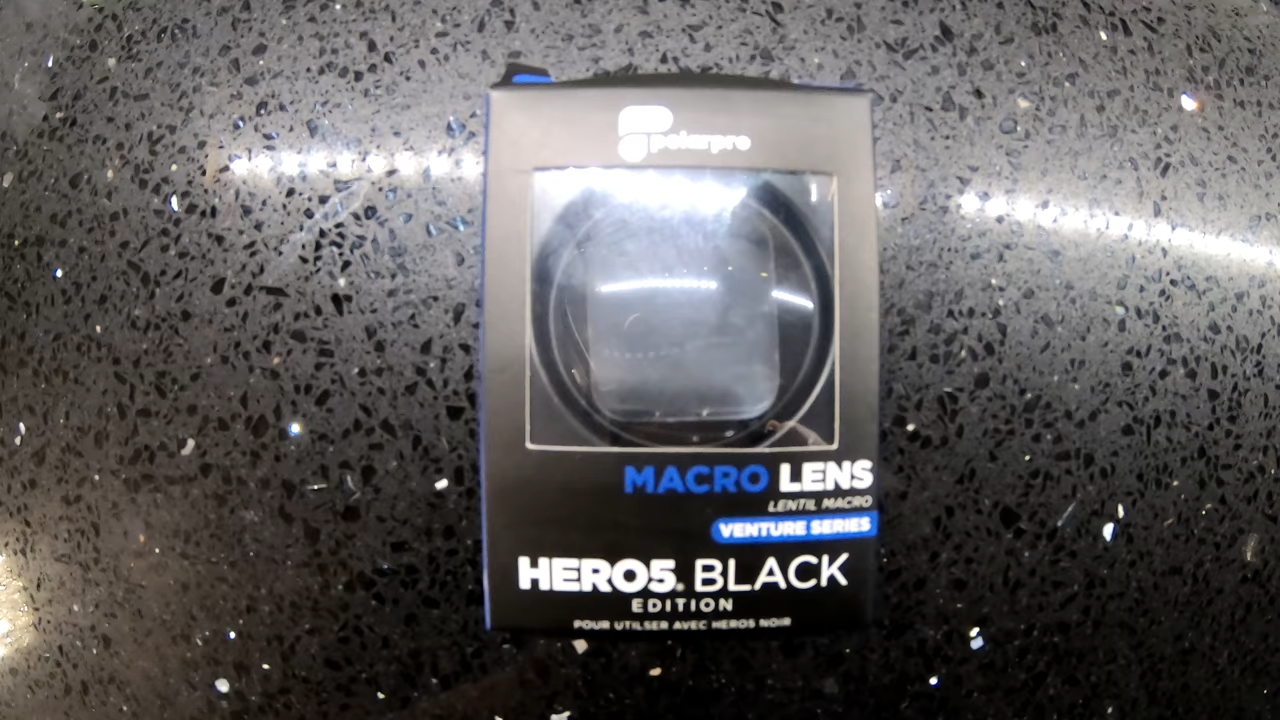 polarpro
MACRO LENS
LENTIL MACRO
VENTURE SERIES
HERO5 BLACK
EDITION
POUR UTILSER AVEC HERO5 NOIR